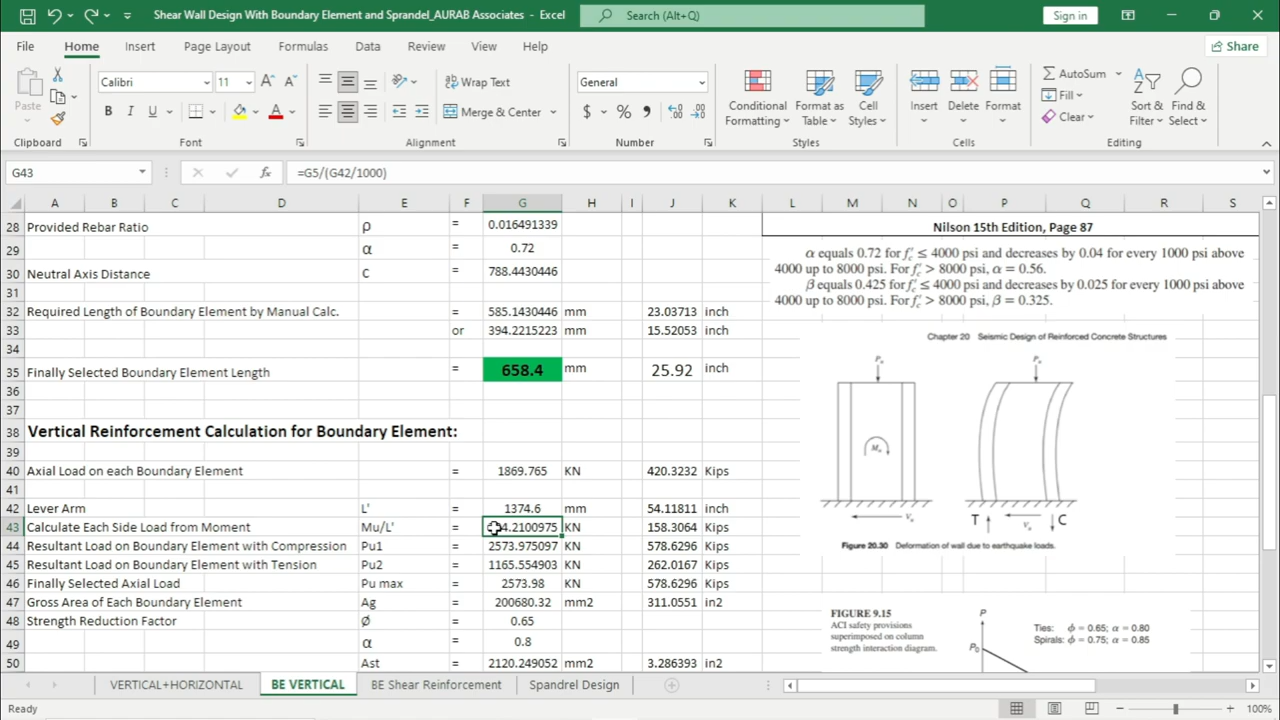 Shear Wall Design With Boundary Element and Sprandel_AURAB Associates - Excel
Search (Alt+Q)
Sign in
File Home Insert Page Layout Formulas Data Review View Help Share
Paste
Calibri 11
B I U
Wrap Text
Merge & Center
General
$ % ,
Conditional Formatting
Format as Table
Cell Styles
Insert Delete Format
AutoSum
Fill
Clear
Sort & Filter
Find & Select
Clipboard Font Alignment Number Styles Cells Editing
G43 fx =G5/(G42/1000)
A B C D E F G H I J K L M N O P Q R S
28 Provided Rebar Ratio ρ = 0.016491339
29 α = 0.72
30 Neutral Axis Distance C = 788.4430446
31
32 Required Length of Boundary Element by Manual Calc. = 585.1430446 mm 23.03713 inch
33 or 394.2215223 mm 15.52053 inch
34
35 Finally Selected Boundary Element Length = 658.4 mm 25.92 inch
36
37
38 Vertical Reinforcement Calculation for Boundary Element:
39
40 Axial Load on each Boundary Element = 1869.765 KN 420.3232 Kips
41
42 Lever Arm L' = 1374.6 mm 54.11811 inch
43 Calculate Each Side Load from Moment Mu/L' = 4.2100975 KN 158.3064 Kips
44 Resultant Load on Boundary Element with Compression Pu1 = 2573.975097 KN 578.6296 Kips
45 Resultant Load on Boundary Element with Tension Pu2 = 1165.554903 KN 262.0167 Kips
46 Finally Selected Axial Load Pu max = 2573.98 KN 578.6296 Kips
47 Gross Area of Each Boundary Element Ag = 200680.32 mm2 311.0551 in2
48 Strength Reduction Factor Ø = 0.65
49 α = 0.8
50 Ast = 2120.249052 mm2 3.286393 in2
Nilson 15th Edition, Page 87
α equals 0.72 for f′c ≤ 4000 psi and decreases by 0.04 for every 1000 psi above
4000 up to 8000 psi. For f′c > 8000 psi, α = 0.56.
β equals 0.425 for f′c ≤ 4000 psi and decreases by 0.025 for every 1000 psi above
4000 up to 8000 psi. For f′c > 8000 psi, β = 0.325.
Chapter 20 Seismic Design of Reinforced Concrete Structures
Pu Pu
Mu
Vu T Vu C
Figure 20.30 Deformation of wall due to earthquake loads.
FIGURE 9.15
ACI safety provisions
superimposed on column
strength interaction diagram.
P
P0
Ties: ϕ = 0.65; α = 0.80
Spirals: ϕ = 0.75; α = 0.85
VERTICAL+HORIZONTAL BE VERTICAL BE Shear Reinforcement Spandrel Design
Ready 100%